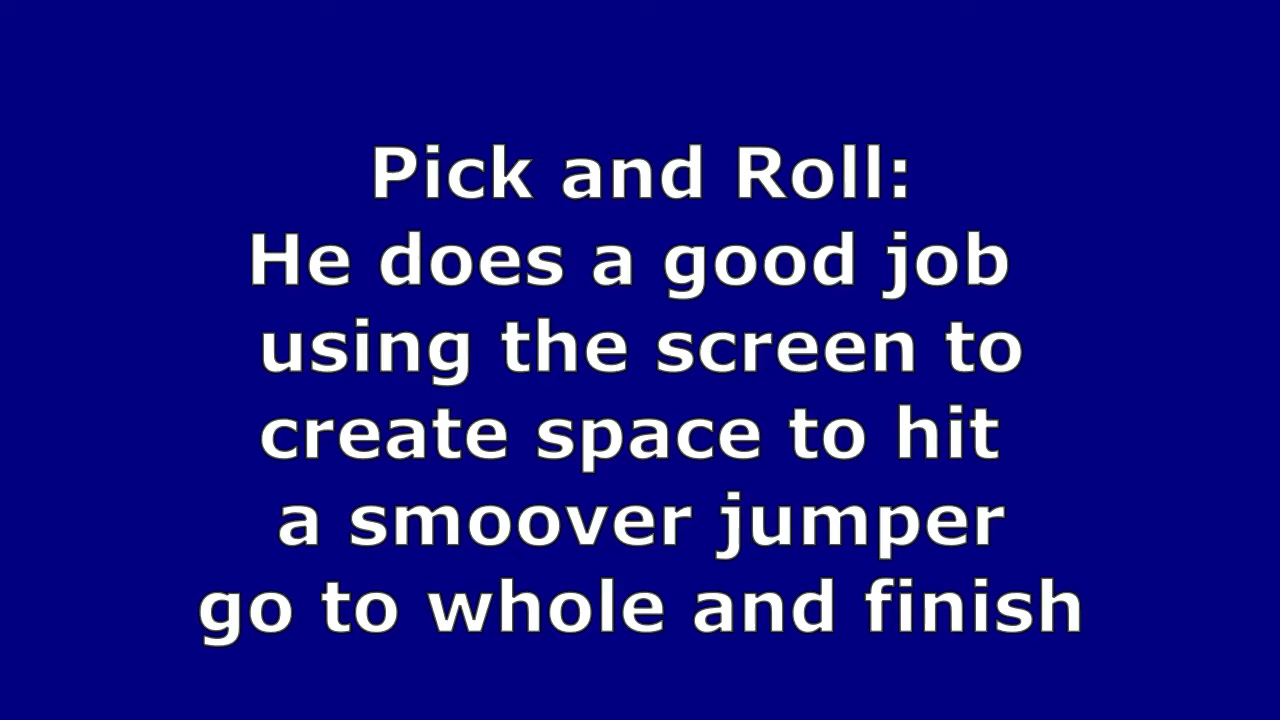 Pick and Roll:
He does a good job
using the screen to
create space to hit
a smoover jumper
go to whole and finish